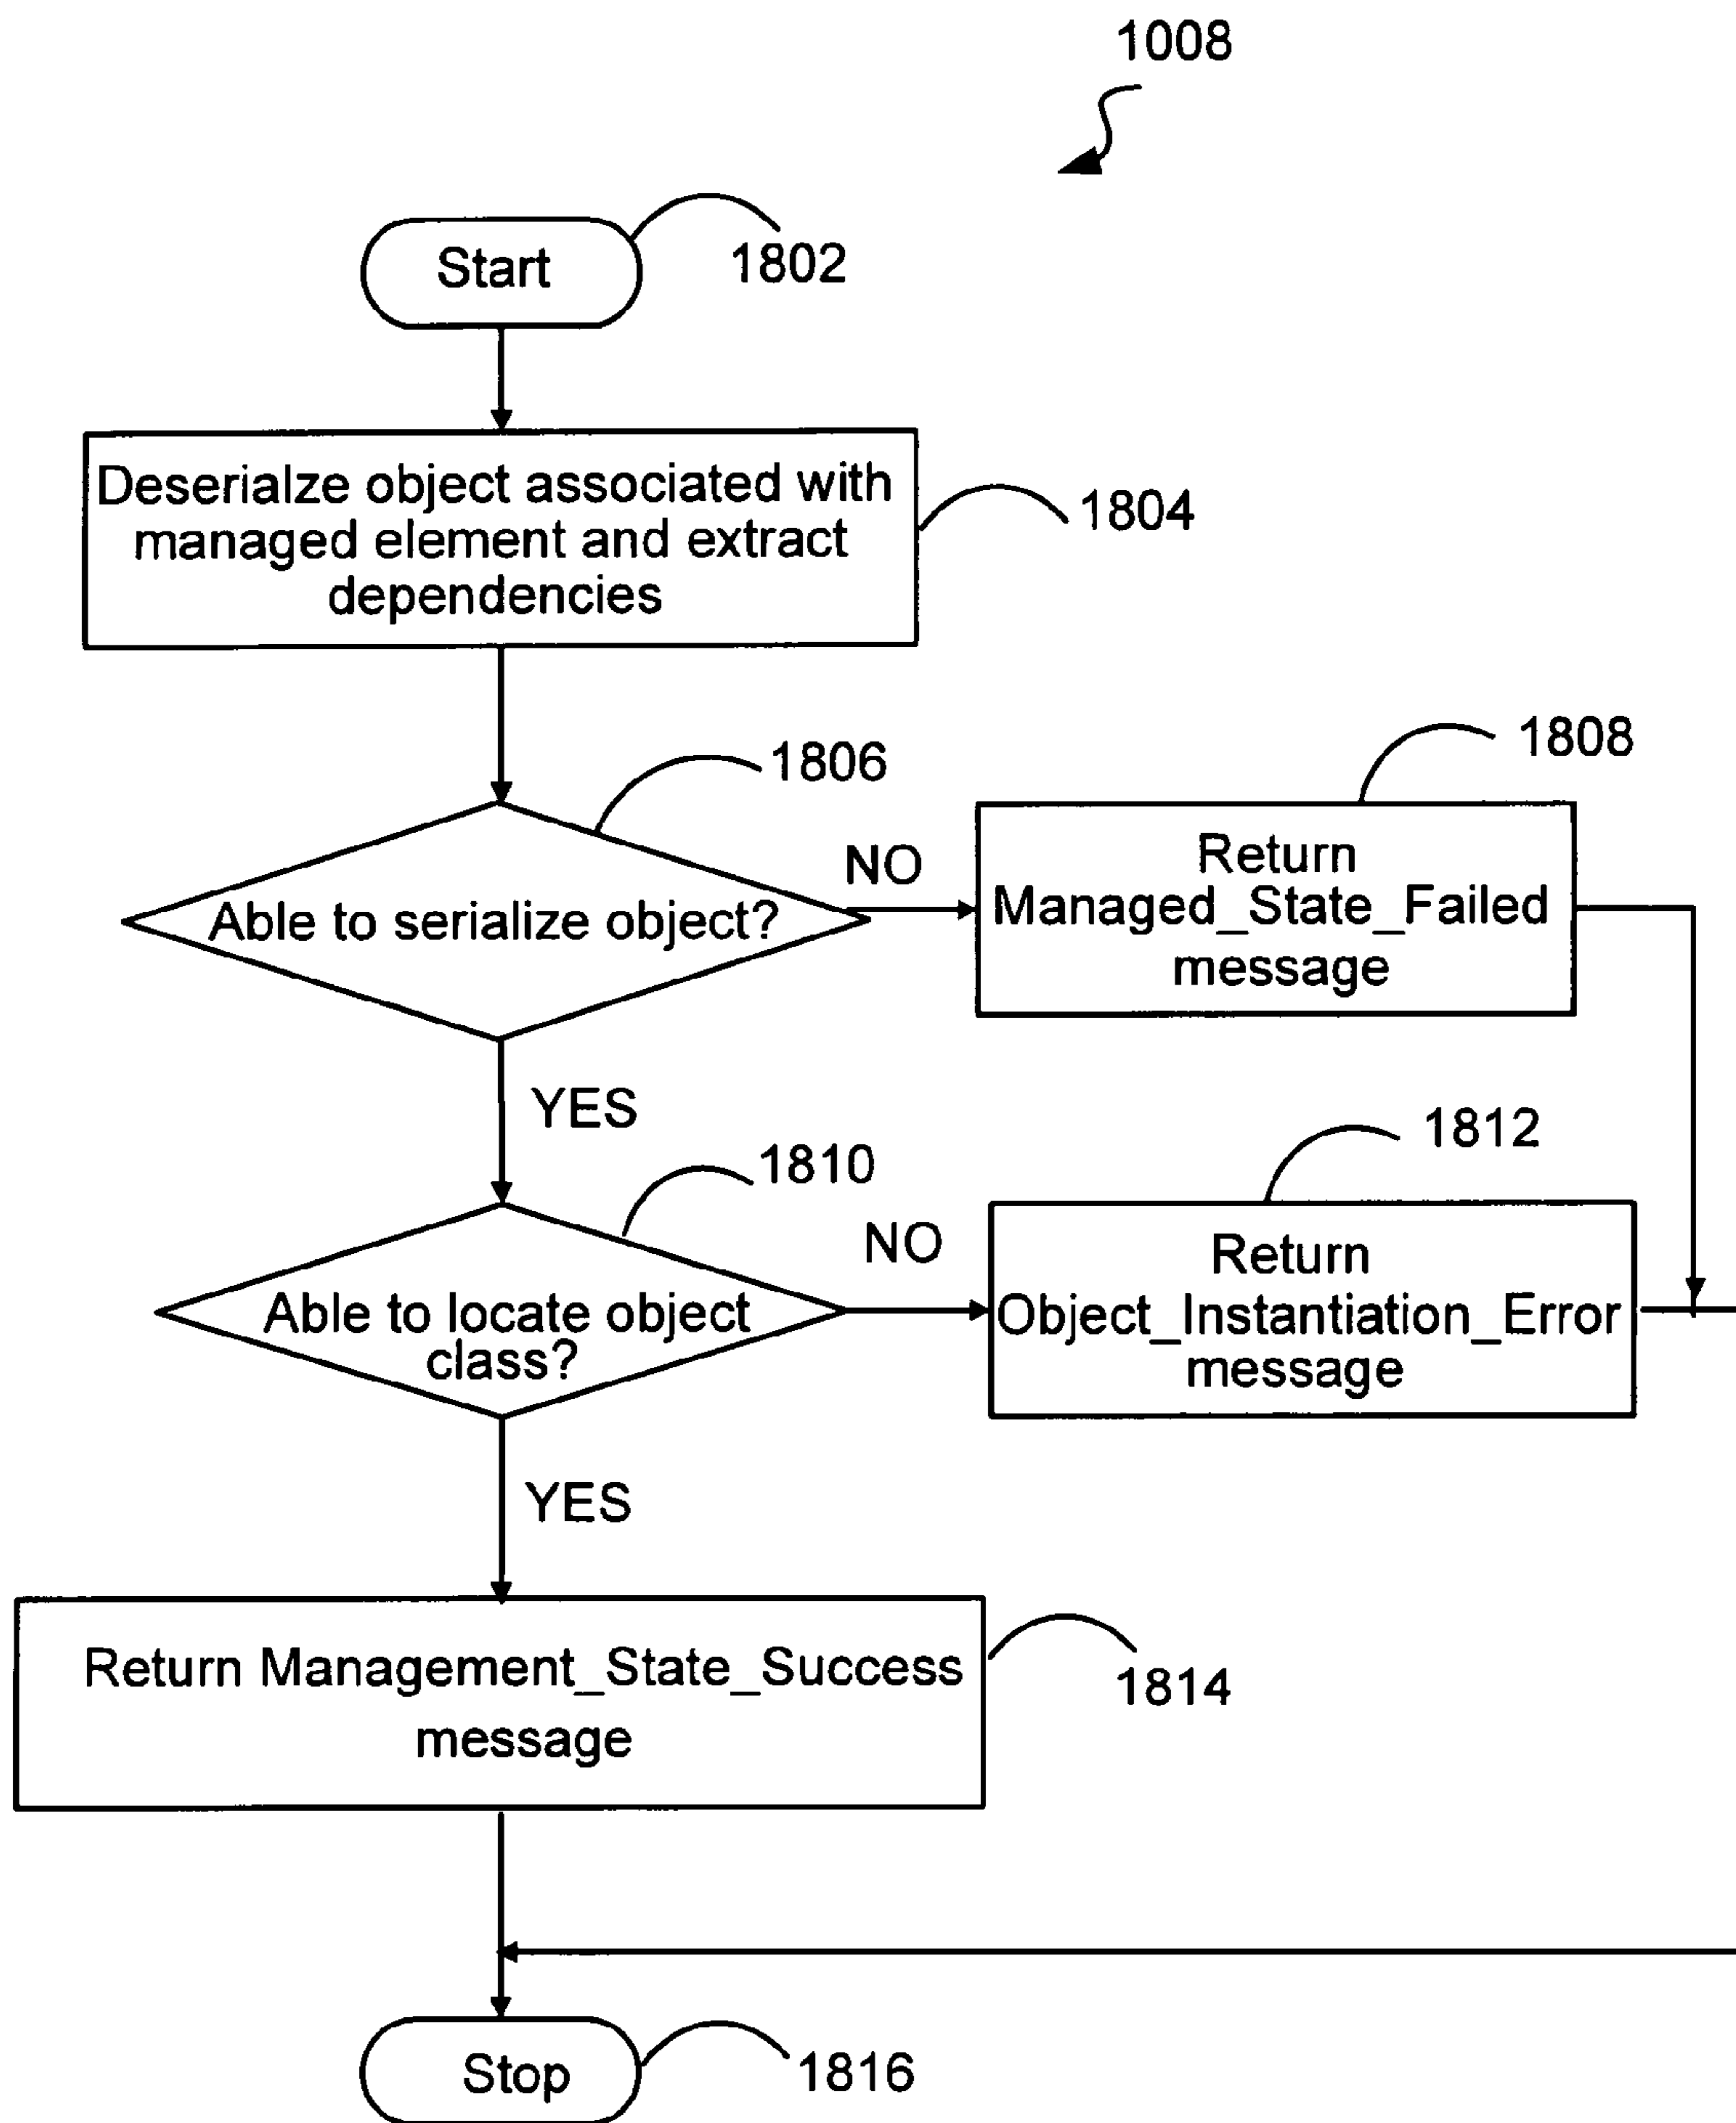 1008
Start
1802
Deserialze object associated with
managed element and extract
dependencies
1804
1806
Able to serialize object?
NO
1808
Return
Managed_State_Failed
message
YES
1810
Able to locate object
class?
NO
1812
Return
Object_Instantiation_Error
message
YES
Return Management_State_Success
message
1814
Stop
1816